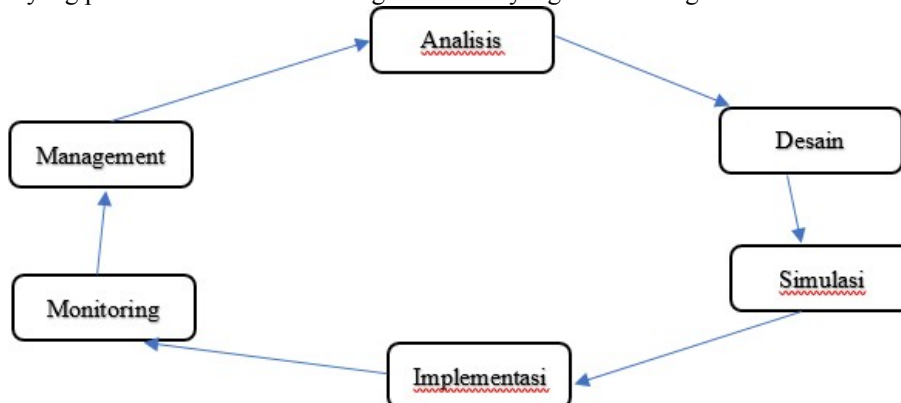 Analisis
Desain
Simulasi
Implementasi
Monitoring
Management